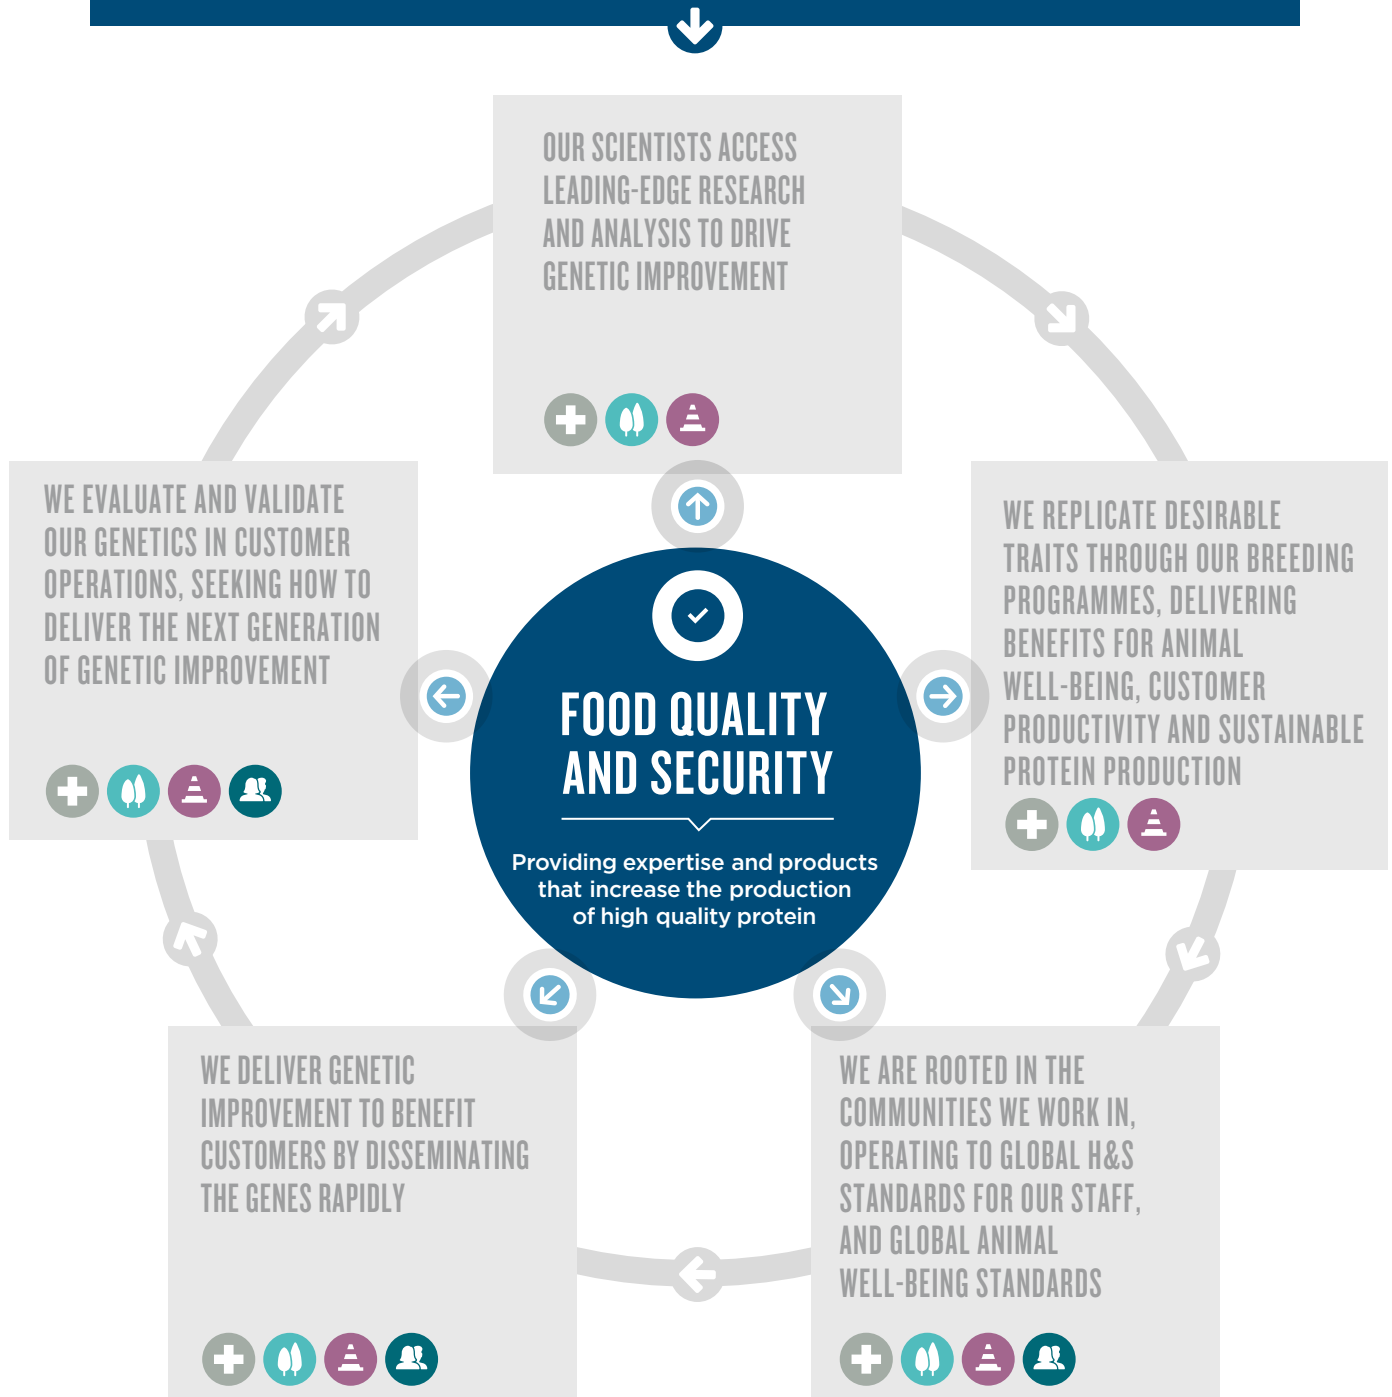 OUR SCIENTISTS ACCESS
LEADING-EDGE RESEARCH
AND ANALYSIS TO DRIVE
GENETIC IMPROVEMENT
WE EVALUATE AND VALIDATE
OUR GENETICS IN CUSTOMER
OPERATIONS, SEEKING HOW TO
DELIVER THE NEXT GENERATION
OF GENETIC IMPROVEMENT
WE REPLICATE DESIRABLE
TRAITS THROUGH OUR BREEDING
PROGRAMMES, DELIVERING
BENEFITS FOR ANIMAL
WELL-BEING, CUSTOMER
PRODUCTIVITY AND SUSTAINABLE
PROTEIN PRODUCTION
FOOD QUALITY
AND SECURITY
Providing expertise and products
that increase the production
of high quality protein
WE DELIVER GENETIC
IMPROVEMENT TO BENEFIT
CUSTOMERS BY DISSEMINATING
THE GENES RAPIDLY
WE ARE ROOTED IN THE
COMMUNITIES WE WORK IN,
OPERATING TO GLOBAL H&S
STANDARDS FOR OUR STAFF,
AND GLOBAL ANIMAL
WELL-BEING STANDARDS